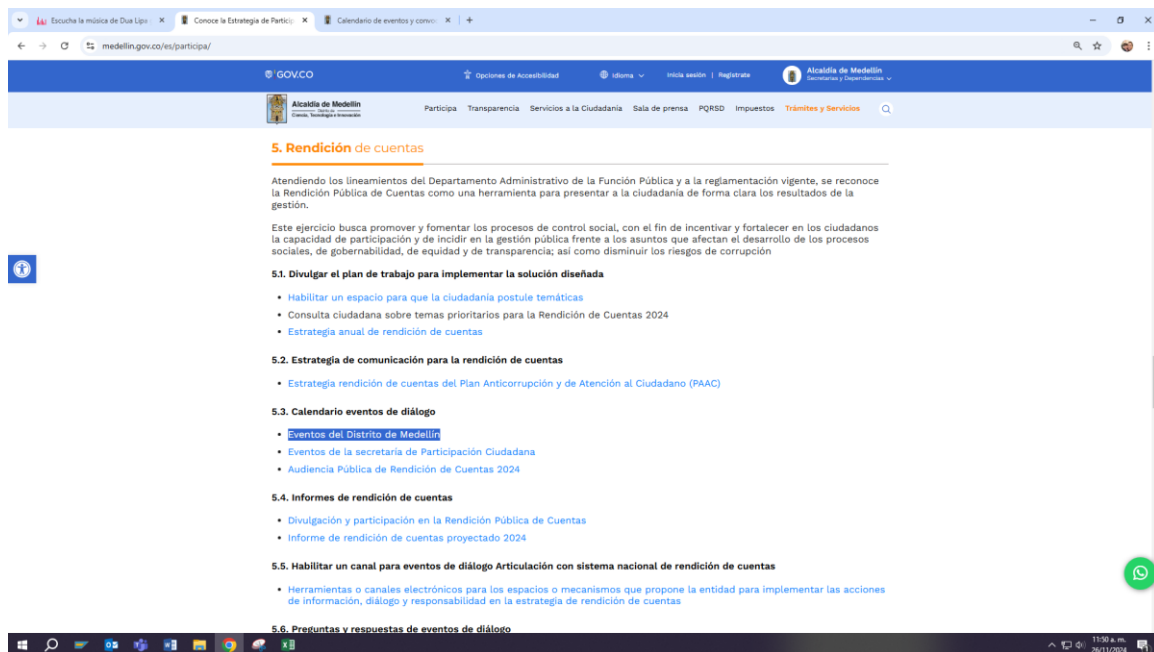 Escucha la música de Dua Lipa
Conoce la Estrategia de Particip
Calendario de eventos y convoc
medellin.gov.co/es/participa/
GOV.CO
Opciones de Accesibilidad
Idioma
Inicia sesión | Regístrate
Alcaldía de Medellín
Secretarías y Dependencias
Alcaldía de Medellín
Distrito de
Ciencia, Tecnología e Innovación
Participa Transparencia Servicios a la Ciudadanía Sala de prensa PQRSD Impuestos Trámites y Servicios
5. Rendición de cuentas
Atendiendo los lineamientos del Departamento Administrativo de la Función Pública y a la reglamentación vigente, se reconoce
la Rendición Pública de Cuentas como una herramienta para presentar a la ciudadanía de forma clara los resultados de la
gestión.
Este ejercicio busca promover y fomentar los procesos de control social, con el fin de incentivar y fortalecer en los ciudadanos
la capacidad de participación y de incidir en la gestión pública frente a los asuntos que afectan el desarrollo de los procesos
sociales, de gobernabilidad, de equidad y de transparencia; así como disminuir los riesgos de corrupción
5.1. Divulgar el plan de trabajo para implementar la solución diseñada
• Habilitar un espacio para que la ciudadanía postule temáticas
• Consulta ciudadana sobre temas prioritarios para la Rendición de Cuentas 2024
• Estrategia anual de rendición de cuentas
5.2. Estrategia de comunicación para la rendición de cuentas
• Estrategia rendición de cuentas del Plan Anticorrupción y de Atención al Ciudadano (PAAC)
5.3. Calendario eventos de diálogo
• Eventos del Distrito de Medellín
• Eventos de la secretaria de Participación Ciudadana
• Audiencia Pública de Rendición de Cuentas 2024
5.4. Informes de rendición de cuentas
• Divulgación y participación en la Rendición Pública de Cuentas
• Informe de rendición de cuentas proyectado 2024
5.5. Habilitar un canal para eventos de diálogo Articulación con sistema nacional de rendición de cuentas
• Herramientas o canales electrónicos para los espacios o mecanismos que propone la entidad para implementar las acciones
de información, diálogo y responsabilidad en la estrategia de rendición de cuentas
5.6. Preguntas y respuestas de eventos de diálogo
11:50 a. m.
26/11/2024